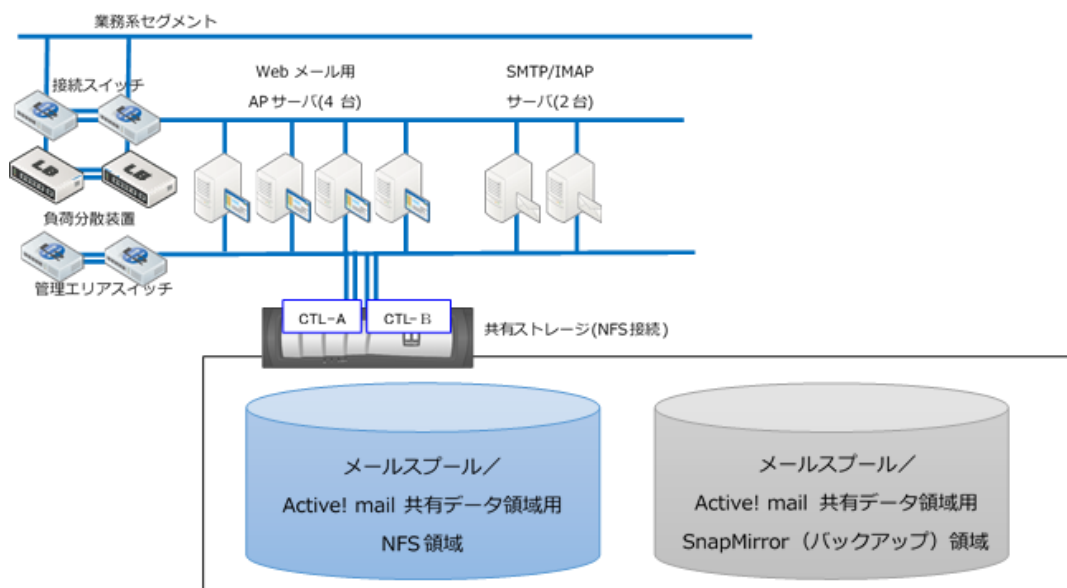 業務系セグメント
接続スイッチ
Web メール用
AP サーバ(4 台)
SMTP/IMAP
サーバ(2 台)
LB
LB
負荷分散装置
管理エリアスイッチ
CTL-A
CTL-B
共有ストレージ(NFS 接続)
メールスプール／
Active! mail 共有データ領域用
NFS 領域
メールスプール／
Active! mail 共有データ領域用
SnapMirror（バックアップ）領域